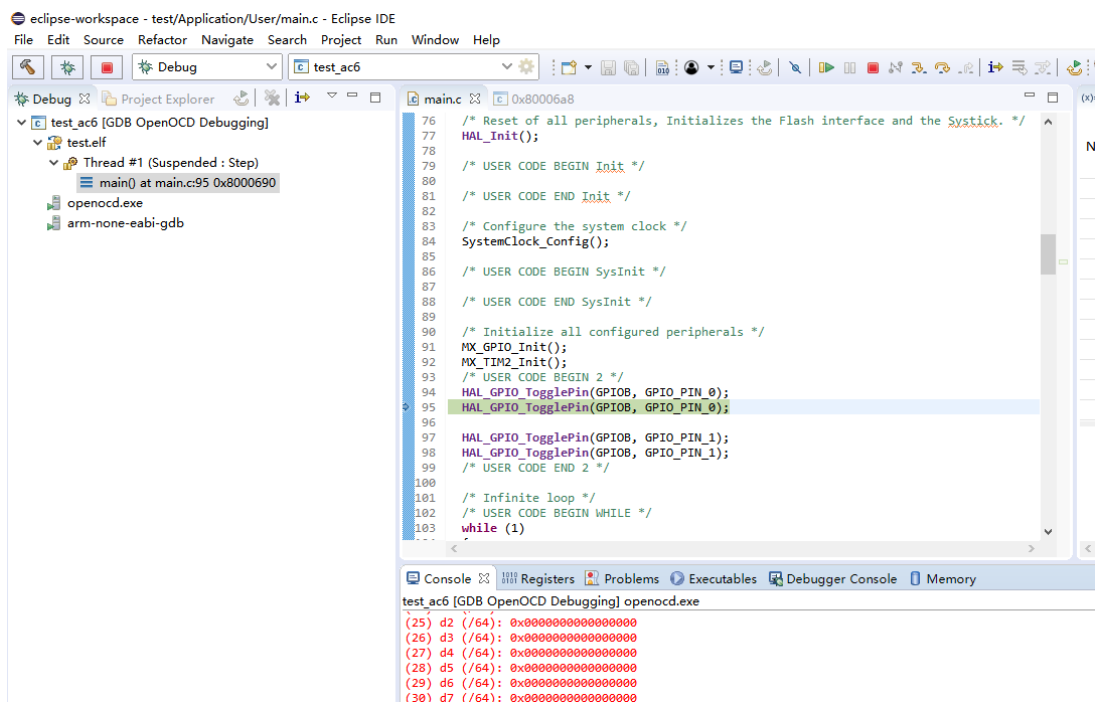 eclipse-workspace - test/Application/User/main.c - Eclipse IDE
File Edit Source Refactor Navigate Search Project Run Window Help
Debug test_ac6
Debug Project Explorer
test_ac6 [GDB OpenOCD Debugging]
test.elf
Thread #1 (Suspended : Step)
main() at main.c:95 0x8000690
openocd.exe
arm-none-eabi-gdb
main.c 0x80006a8
76 /* Reset of all peripherals, Initializes the Flash interface and the Systick. */
77 HAL_Init();
78
79 /* USER CODE BEGIN Init */
80
81 /* USER CODE END Init */
82
83 /* Configure the system clock */
84 SystemClock_Config();
85
86 /* USER CODE BEGIN SysInit */
87
88 /* USER CODE END SysInit */
89
90 /* Initialize all configured peripherals */
91 MX_GPIO_Init();
92 MX_TIM2_Init();
93 /* USER CODE BEGIN 2 */
94 HAL_GPIO_TogglePin(GPIOB, GPIO_PIN_0);
95 HAL_GPIO_TogglePin(GPIOB, GPIO_PIN_0);
96
97 HAL_GPIO_TogglePin(GPIOB, GPIO_PIN_1);
98 HAL_GPIO_TogglePin(GPIOB, GPIO_PIN_1);
99 /* USER CODE END 2 */
100
101 /* Infinite loop */
102 /* USER CODE BEGIN WHILE */
103 while (1)
(x)=
N
Console Registers Problems Executables Debugger Console Memory
test_ac6 [GDB OpenOCD Debugging] openocd.exe
(25) d2 (/64): 0x0000000000000000
(26) d3 (/64): 0x0000000000000000
(27) d4 (/64): 0x0000000000000000
(28) d5 (/64): 0x0000000000000000
(29) d6 (/64): 0x0000000000000000
(30) d7 (/64): 0x0000000000000000